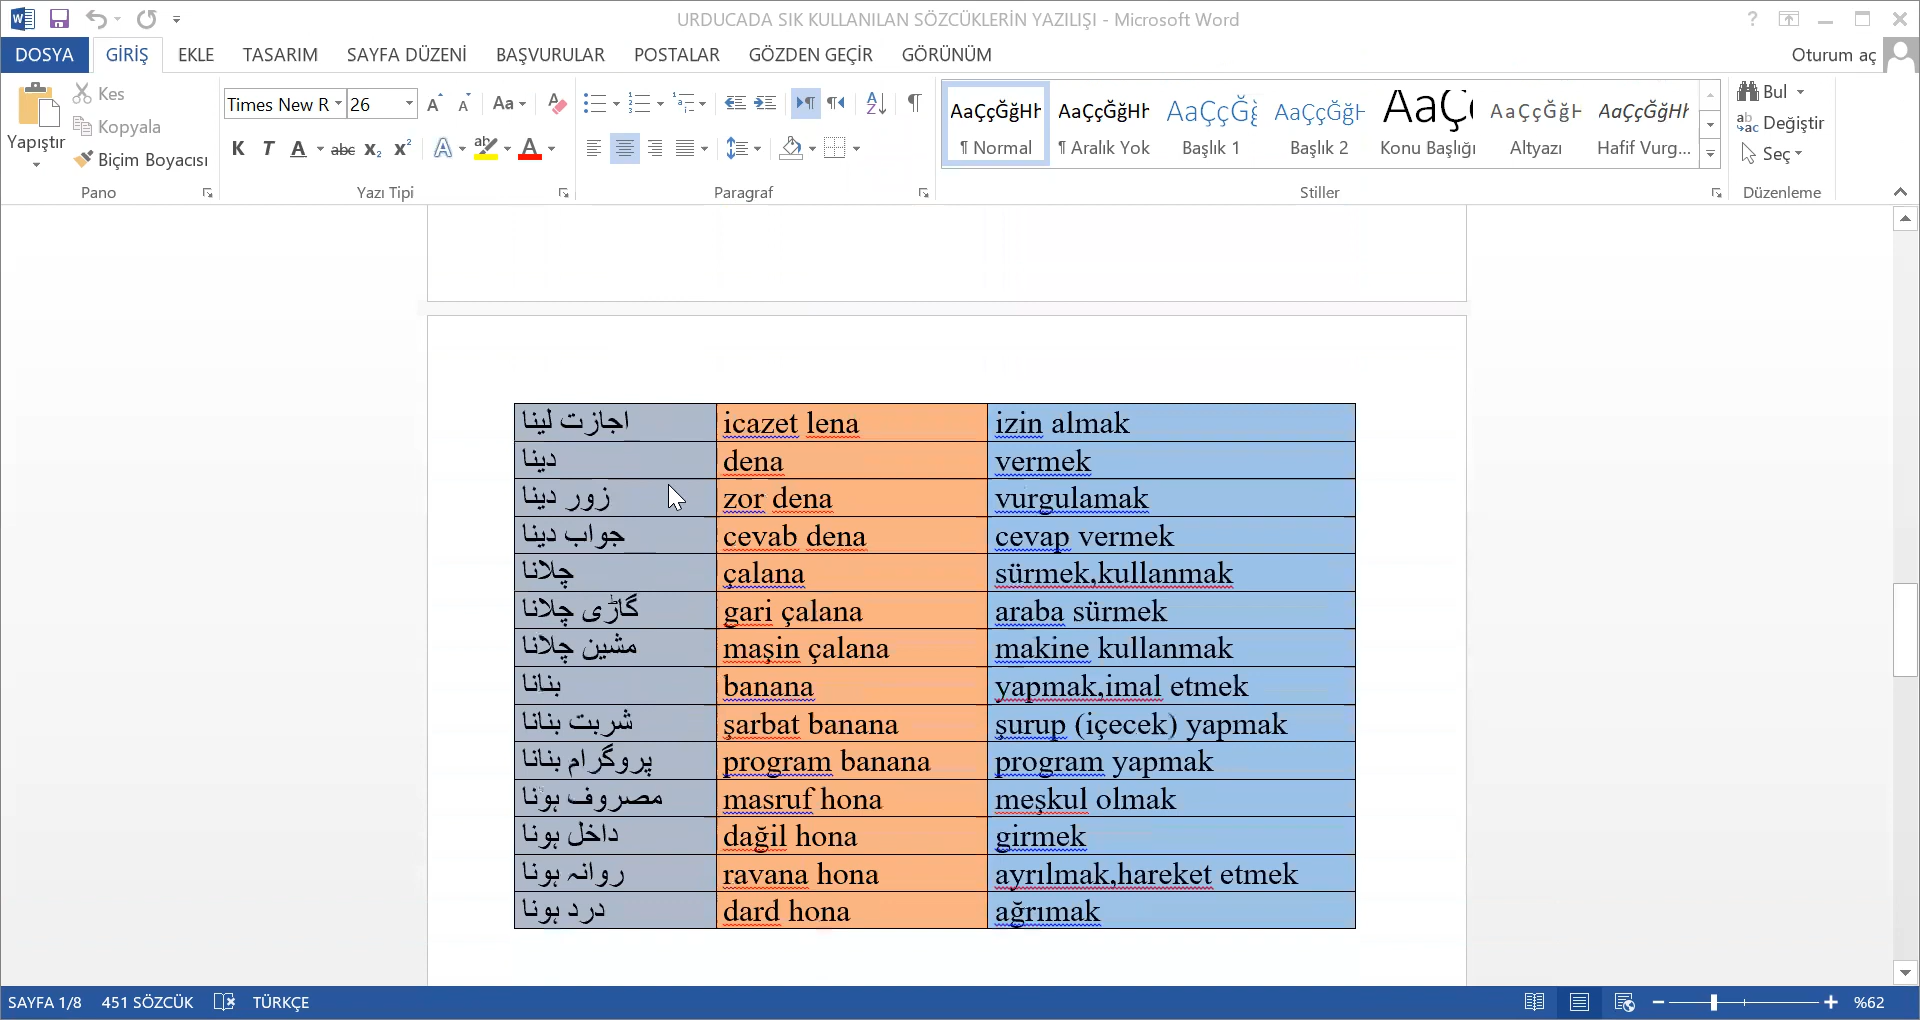 URDUCADA SIK KULLANILAN SÖZCÜKLERİN YAZILIŞI - Microsoft Word
DOSYA GİRİŞ EKLE TASARIM SAYFA DÜZENİ BAŞVURULAR POSTALAR GÖZDEN GEÇİR GÖRÜNÜM Oturum aç
Yapıştır
Kes
Kopyala
Biçim Boyacısı
Pano
Times New R 26
Yazı Tipi
Paragraf
AaÇçĞğHł AaÇçĞğHł AaÇçĞğ AaÇçĞğH AaÇç AaÇçĞğH AaÇçĞğHł
¶ Normal ¶ Aralık Yok Başlık 1 Başlık 2 Konu Başlığı Altyazı Hafif Vurg...
Stiller
Bul
Değiştir
Seç
Düzenleme
اجازت لینا icazet lena izin almak
دینا dena vermek
زور دینا zor dena vurgulamak
جواب دینا cevab dena cevap vermek
چلانا çalana sürmek,kullanmak
گاڑی چلانا gari çalana araba sürmek
مشین چلانا maşin çalana makine kullanmak
بنانا banana yapmak,imal etmek
شربت بنانا şarbat banana şurup (içecek) yapmak
پروگرام بنانا program banana program yapmak
مصروف ہونا masruf hona meşkul olmak
داخل ہونا dağil hona girmek
روانہ ہونا ravana hona ayrılmak,hareket etmek
درد ہونا dard hona ağrımak
SAYFA 1/8 451 SÖZCÜK TÜRKÇE %62